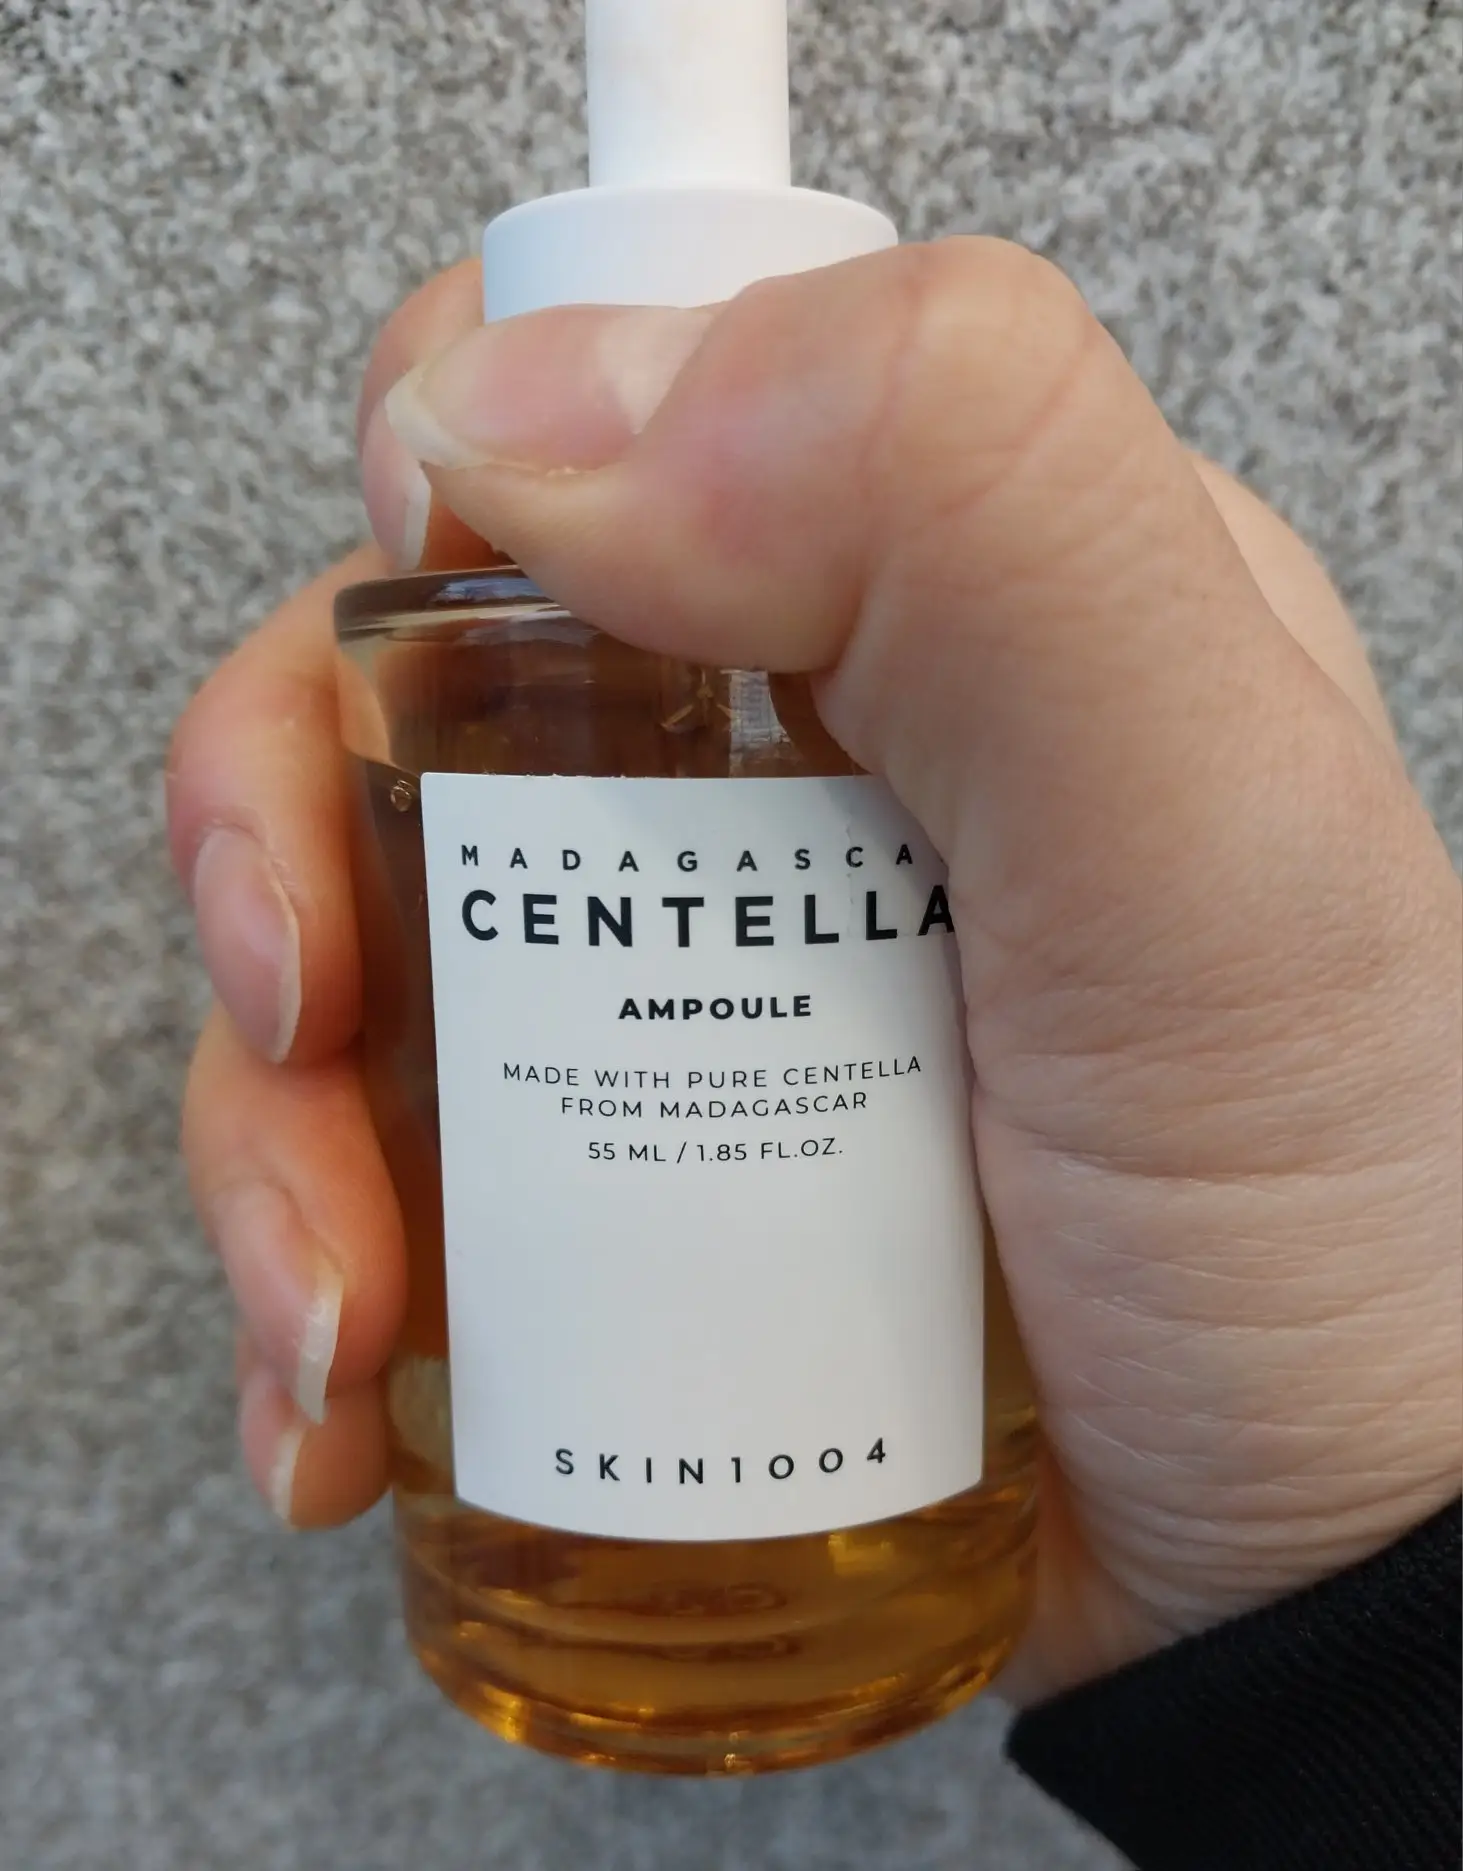 MADAGASCA
CENTELLA
AMPOULE
MADE WITH PURE CENTELLA
FROM MADAGASCAR
55 ML / 1.85 FL.OZ.
SKIN1004